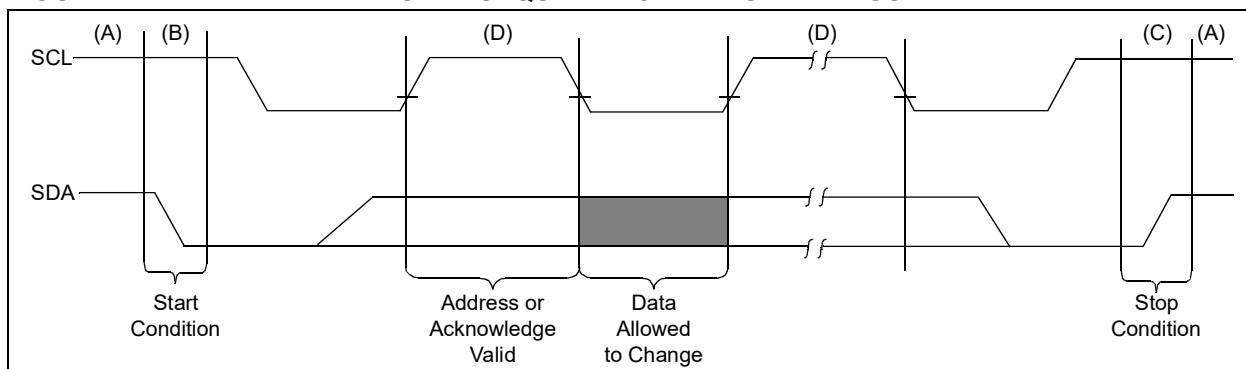 (A) (B) (D) (D) (C) (A)
SCL
SDA
Start
Condition
Address or
Acknowledge
Valid
Data
Allowed
to Change
Stop
Condition